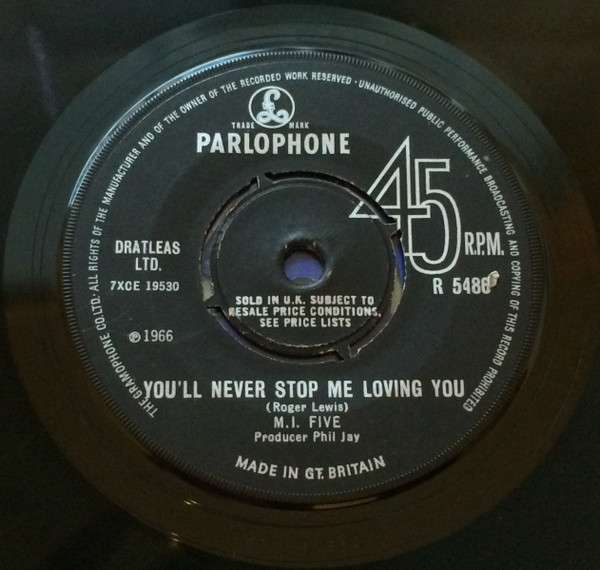 THE GRAMOPHONE CO. LTD. ALL RIGHTS OF THE MANUFACTURER AND OF THE OWNER OF THE RECORDED WORK RESERVED · UNAUTHORISED PUBLIC PERFORMANCE BROADCASTING AND COPYING OF THIS RECORD PROHIBITED
£
TRADE MARK
PARLOPHONE
45
R.P.M.
DRATLEAS
LTD.
7XCE 19530
R 5486
SOLD IN U.K. SUBJECT TO
RESALE PRICE CONDITIONS,
SEE PRICE LISTS
℗ 1966
YOU'LL NEVER STOP ME LOVING YOU
(Roger Lewis)
M.I. FIVE
Producer Phil Jay
MADE IN GT. BRITAIN